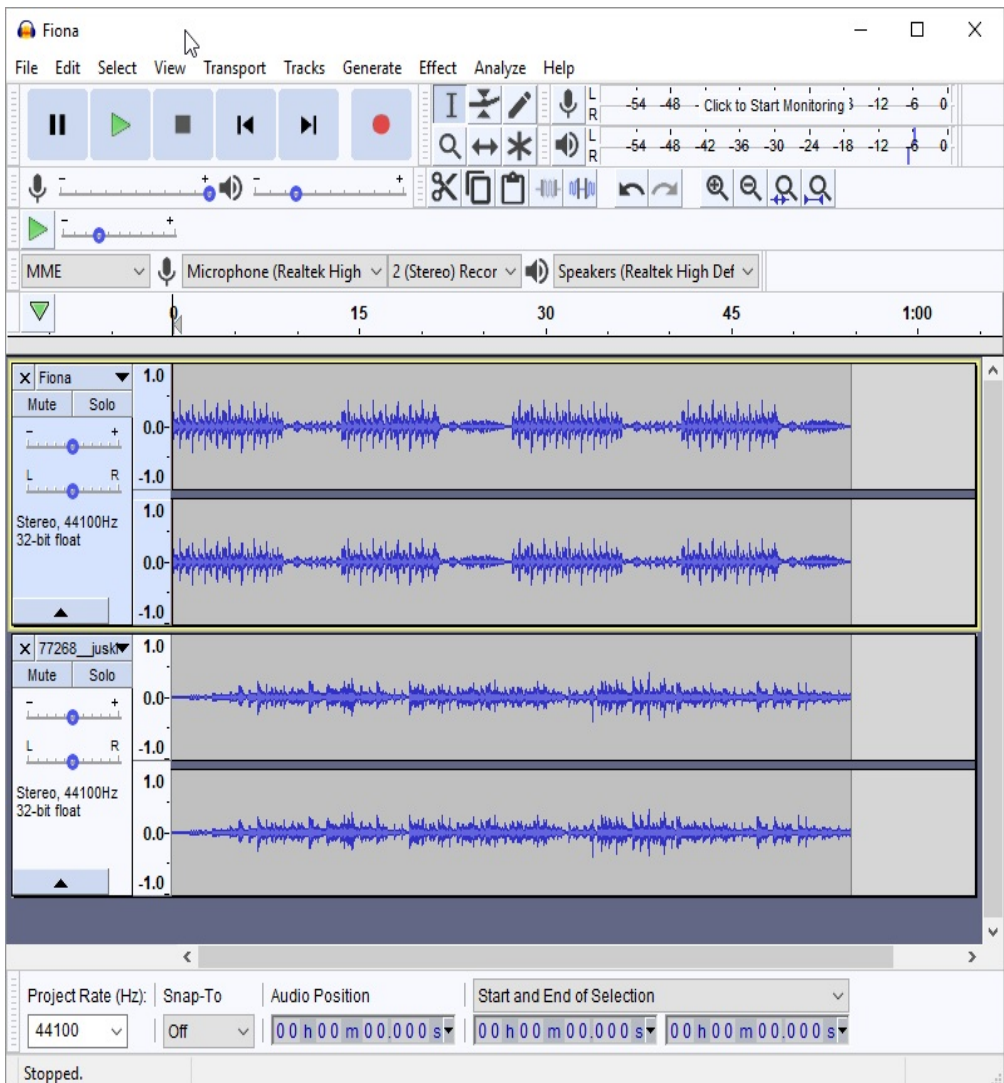 Fiona
File Edit Select View Transport Tracks Generate Effect Analyze Help
L
R
-54 -48 - Click to Start Monitoring -12 -6 0
L
R
-54 -48 -42 -36 -30 -24 -18 -12 -6 0
- + - +
- +
MME Microphone (Realtek High 2 (Stereo) Recor Speakers (Realtek High Def
0 15 30 45 1:00
X Fiona
Mute Solo
- +
L R
Stereo, 44100Hz
32-bit float
1.0
0.0
-1.0
1.0
0.0
-1.0
X 77268__juski
Mute Solo
- +
L R
Stereo, 44100Hz
32-bit float
1.0
0.0
-1.0
1.0
0.0
-1.0
Project Rate (Hz): Snap-To Audio Position Start and End of Selection
44100 Off 00 h 00 m 00.000 s 00 h 00 m 00.000 s 00 h 00 m 00.000 s
Stopped.